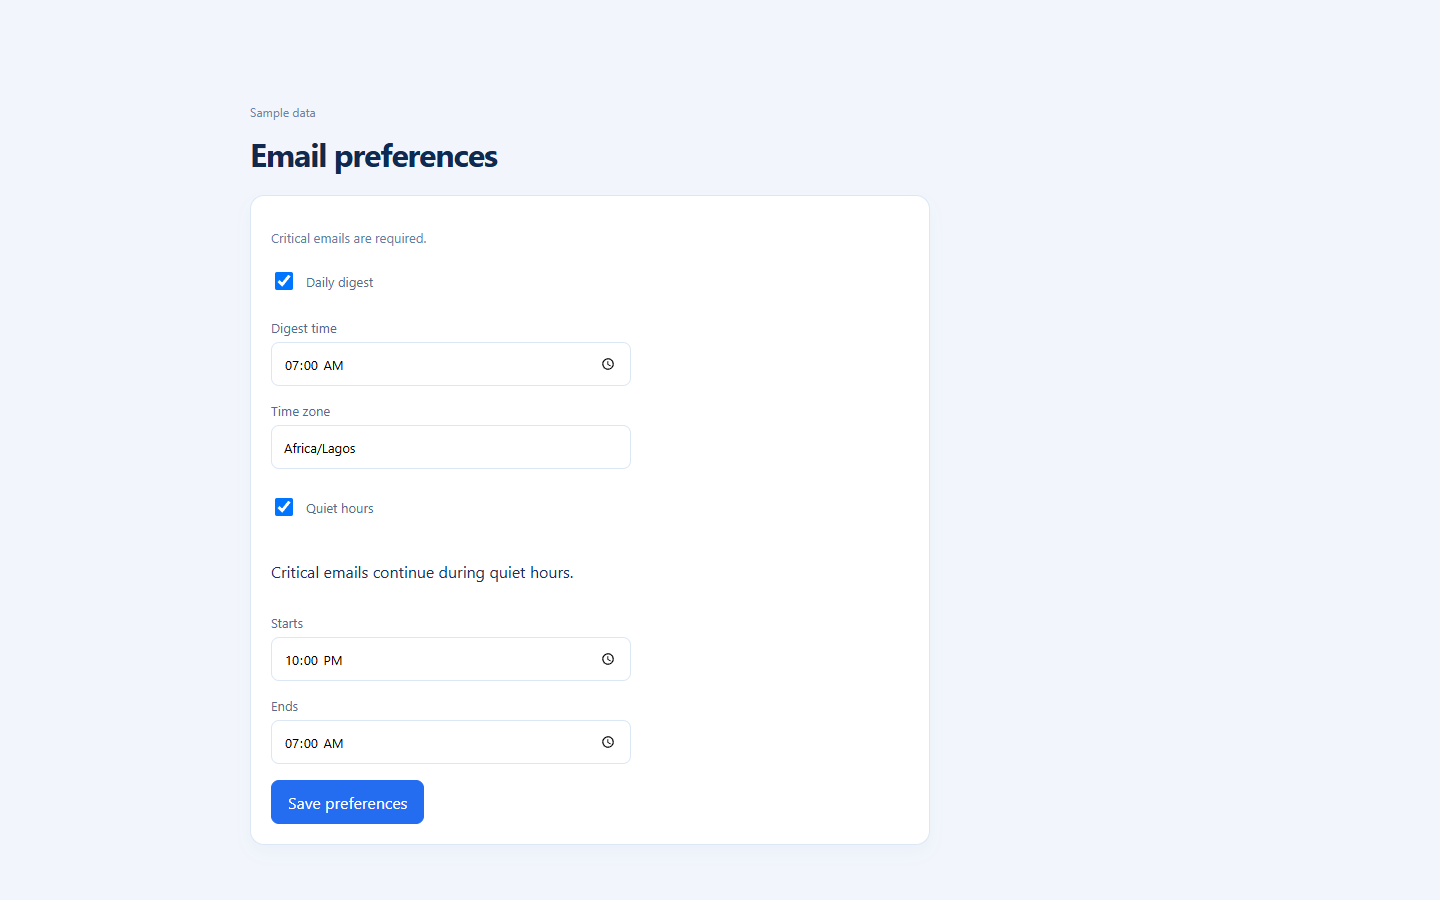 Sample data
Email preferences
Critical emails are required.
Daily digest
Digest time
07:00 AM
Time zone
Africa/Lagos
Quiet hours
Critical emails continue during quiet hours.
Starts
10:00 PM
Ends
07:00 AM
Save preferences